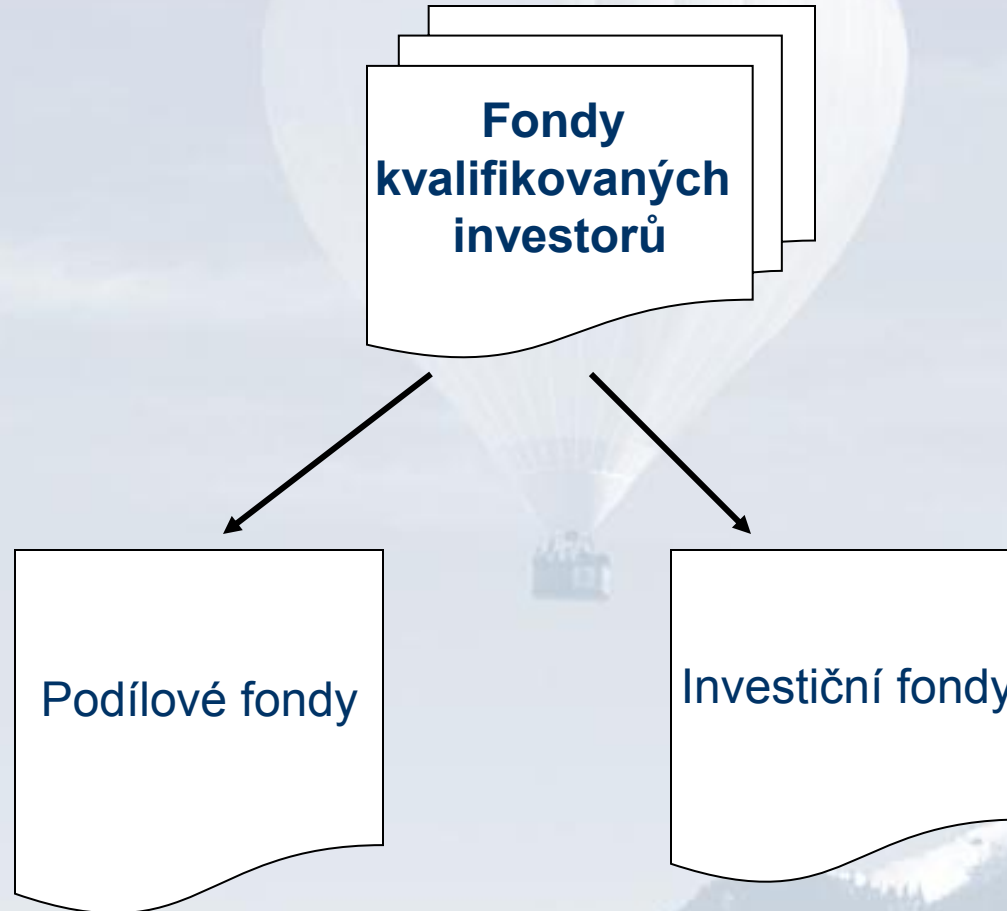 Fondy
kvalifikovaných
investorů
Podílové fondy
Investiční fondy